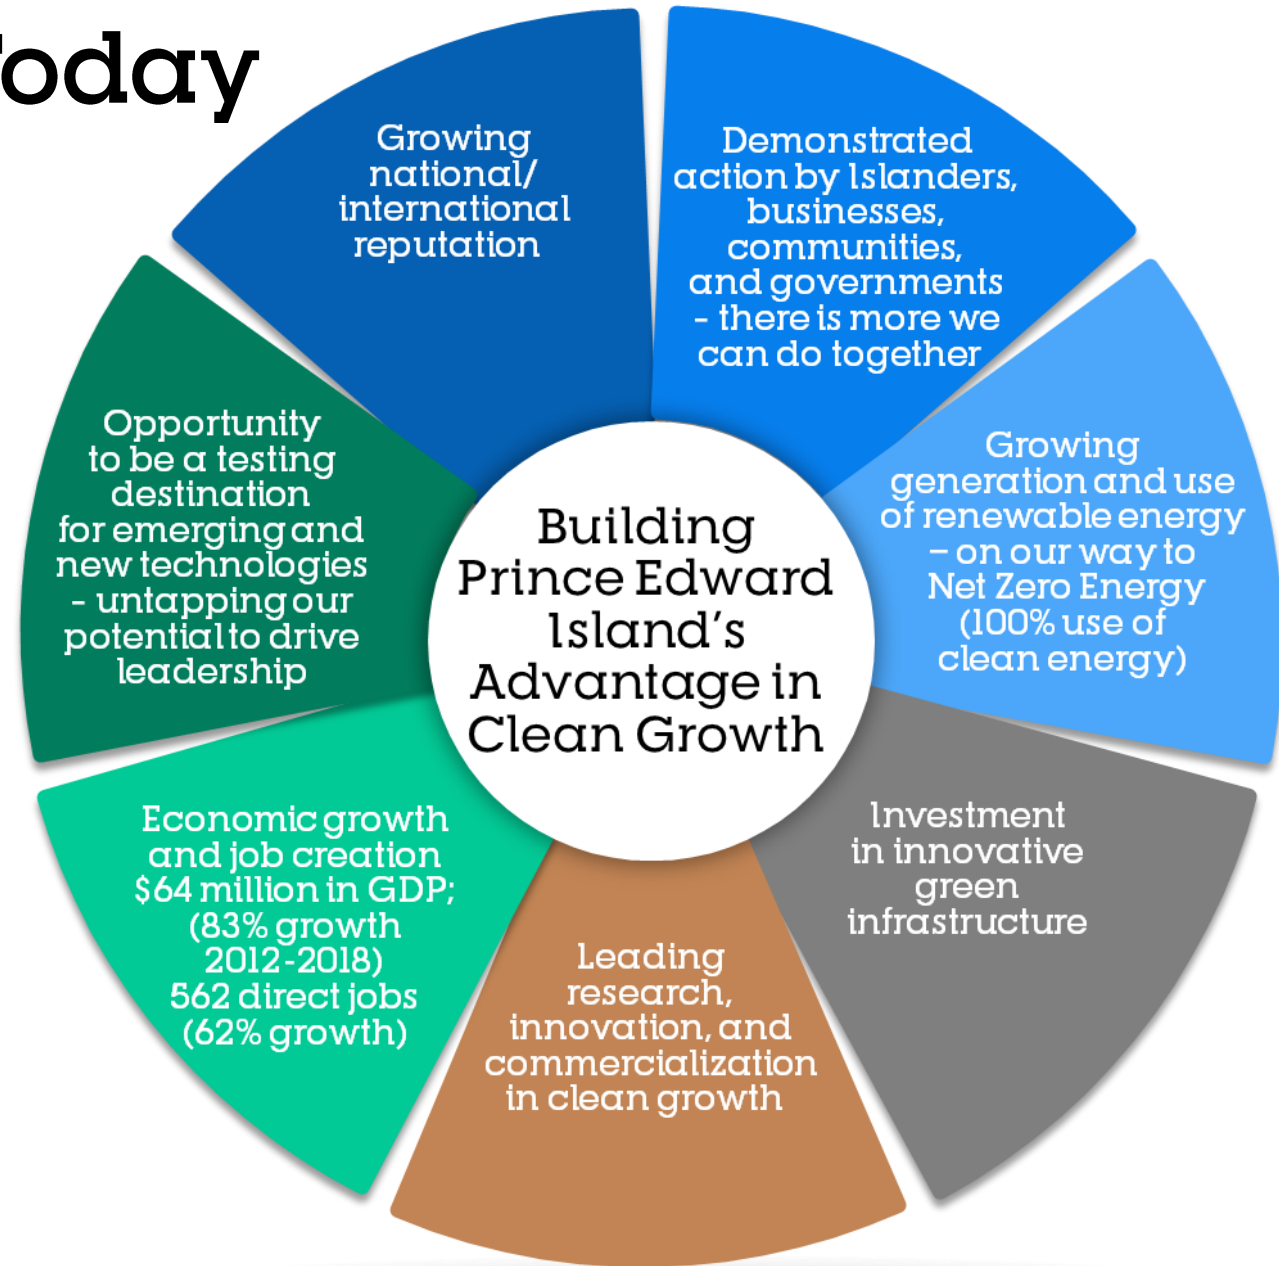 oday
Growing
national/
international
reputation
Demonstrated
action by Islanders,
businesses,
communities,
and governments
- there is more we
can do together
Growing
generation and use
of renewable energy
– on our way to
Net Zero Energy
(100% use of
clean energy)
Investment
in innovative
green
infrastructure
Leading
research,
innovation, and
commercialization
in clean growth
Economic growth
and job creation
$64 million in GDP;
(83% growth
2012-2018)
562 direct jobs
(62% growth)
Opportunity
to be a testing
destination
for emerging and
new technologies
- untapping our
potential to drive
leadership
Building
Prince Edward
Island's
Advantage in
Clean Growth